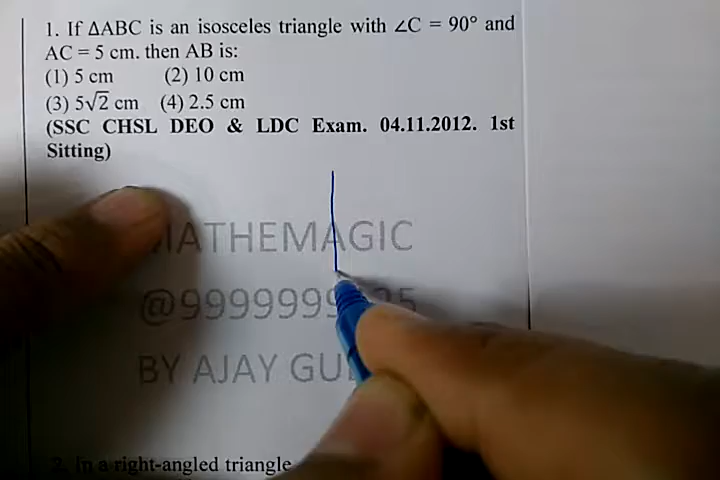 1. If ΔABC is an isosceles triangle with ∠C = 90° and
AC = 5 cm. then AB is:
(1) 5 cm (2) 10 cm
(3) 5√2 cm (4) 2.5 cm
(SSC CHSL DEO & LDC Exam. 04.11.2012. 1st
Sitting)
MATHEMAGIC
BY AJAY
2. In a right-angled triangle